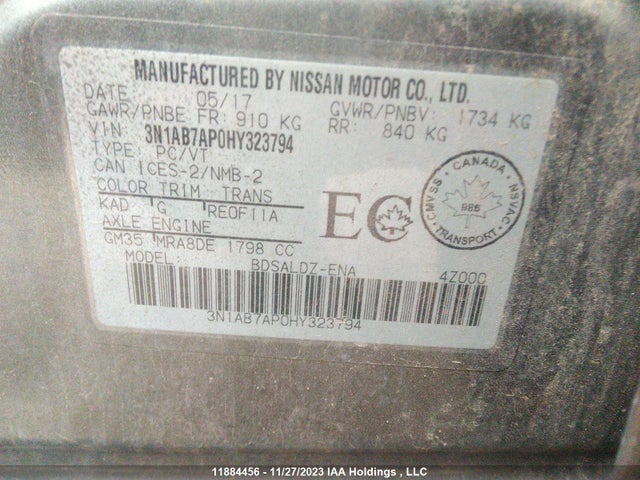 MANUFACTURED BY NISSAN MOTOR CO., LTD.
DATE 05/17 GVWR/PNBV: 1734 KG
GAWR/PNBE FR: 910 KG RR: 840 KG
VIN: 3N1AB7AP0HY323794
TYPE: PC/VT
CAN ICES-2/NMB-2
COLOR TRIM TRANS
KAD G RE0F11A
AXLE ENGINE
GM35 MRA8DE 1798 CC
MODEL: BDSALDZ-ENA 4Z000
3N1AB7AP0HY323794
EC
CANADA
CMVSS NSVAC
986
TRANSPORT
11884456 - 11/27/2023 IAA Holdings , LLC